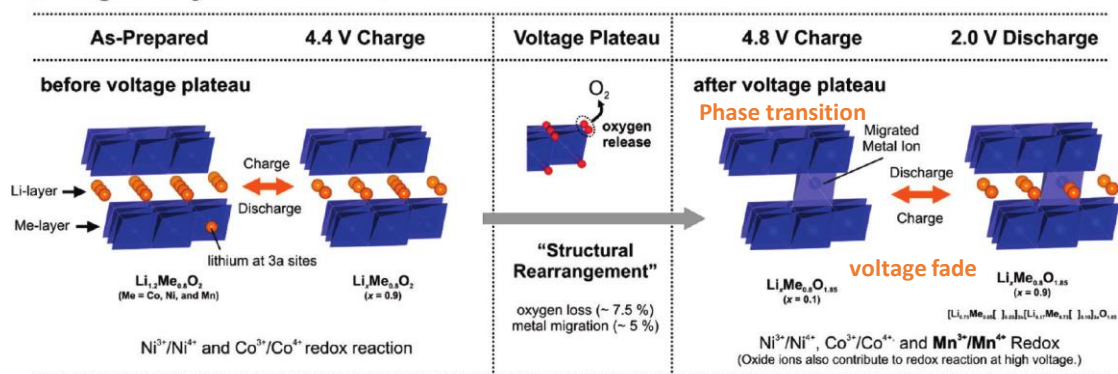 As-Prepared 4.4 V Charge Voltage Plateau 4.8 V Charge 2.0 V Discharge
before voltage plateau
Li-layer
Me-layer
Charge
Discharge
lithium at 3a sites
Li₁.₂Me₀.₈O₂
(Me = Co, Ni, and Mn)
LiₓMe₀.₈O₂
(x = 0.9)
Ni³⁺/Ni⁴⁺ and Co³⁺/Co⁴⁺ redox reaction
O₂
oxygen
release
“Structural
Rearrangement”
oxygen loss (~ 7.5 %)
metal migration (~ 5 %)
after voltage plateau
Phase transition
Migrated
Metal Ion
Discharge
Charge
voltage fade
LiₓMe₀.₈O₁.₈₅
(x = 0.1)
LiₓMe₀.₈O₁.₈₅
(x = 0.9)
Ni³⁺/Ni⁴⁺, Co³⁺/Co⁴⁺ and Mn³⁺/Mn⁴⁺ Redox
(Oxide ions also contribute to redox reaction at high voltage.)